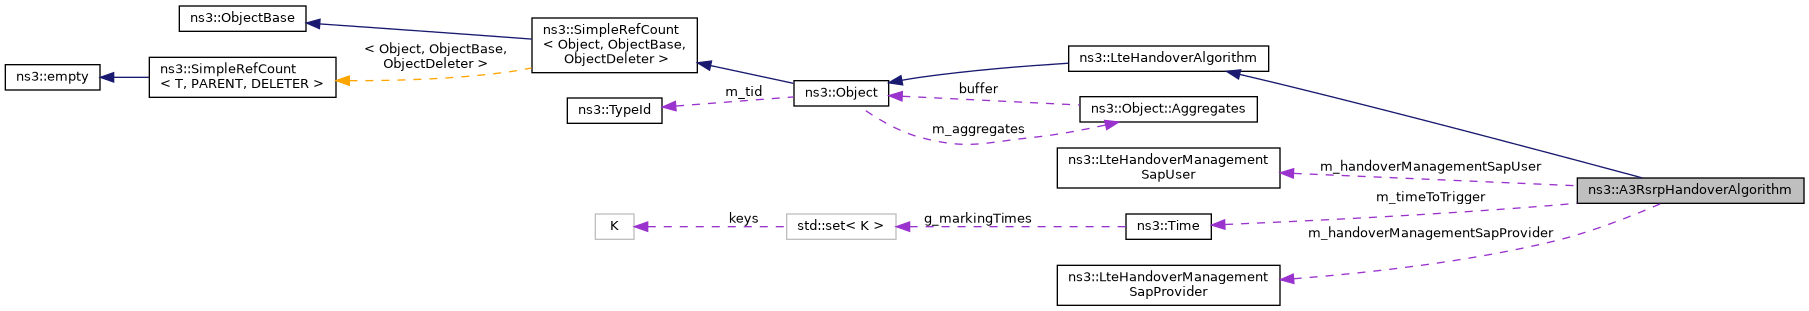 ns3::ObjectBase
ns3::empty
ns3::SimpleRefCount
< T, PARENT, DELETER >
< Object, ObjectBase,
ObjectDeleter >
ns3::SimpleRefCount
< Object, ObjectBase,
ObjectDeleter >
ns3::TypeId
m_tid
ns3::Object
m_aggregates
buffer
ns3::LteHandoverAlgorithm
ns3::Object::Aggregates
ns3::LteHandoverManagement
SapUser
m_handoverManagementSapUser
ns3::A3RsrpHandoverAlgorithm
m_timeToTrigger
K
keys
std::set< K >
g_markingTimes
ns3::Time
m_handoverManagementSapProvider
ns3::LteHandoverManagement
SapProvider